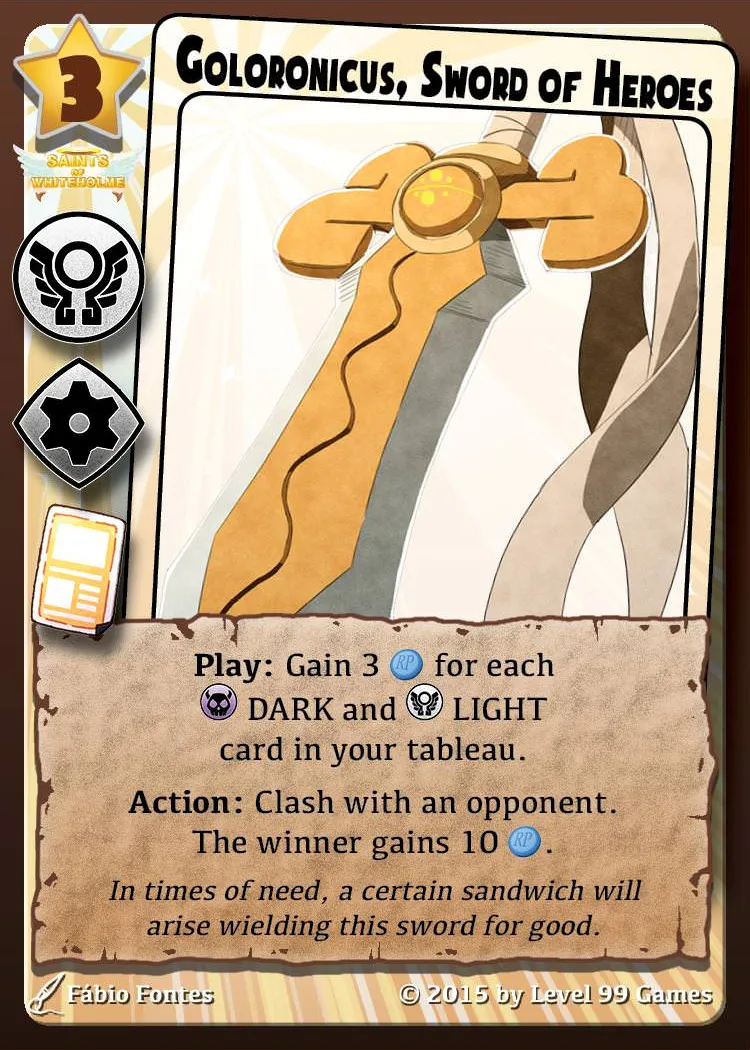 3
Goloronicus, Sword of Heroes
SAINTS
OF
WHITEHOLME
Play: Gain 3 RP for each
DARK and LIGHT
card in your tableau.
Action: Clash with an opponent.
The winner gains 10 RP.
In times of need, a certain sandwich will
arise wielding this sword for good.
Fábio Fontes
© 2015 by Level 99 Games